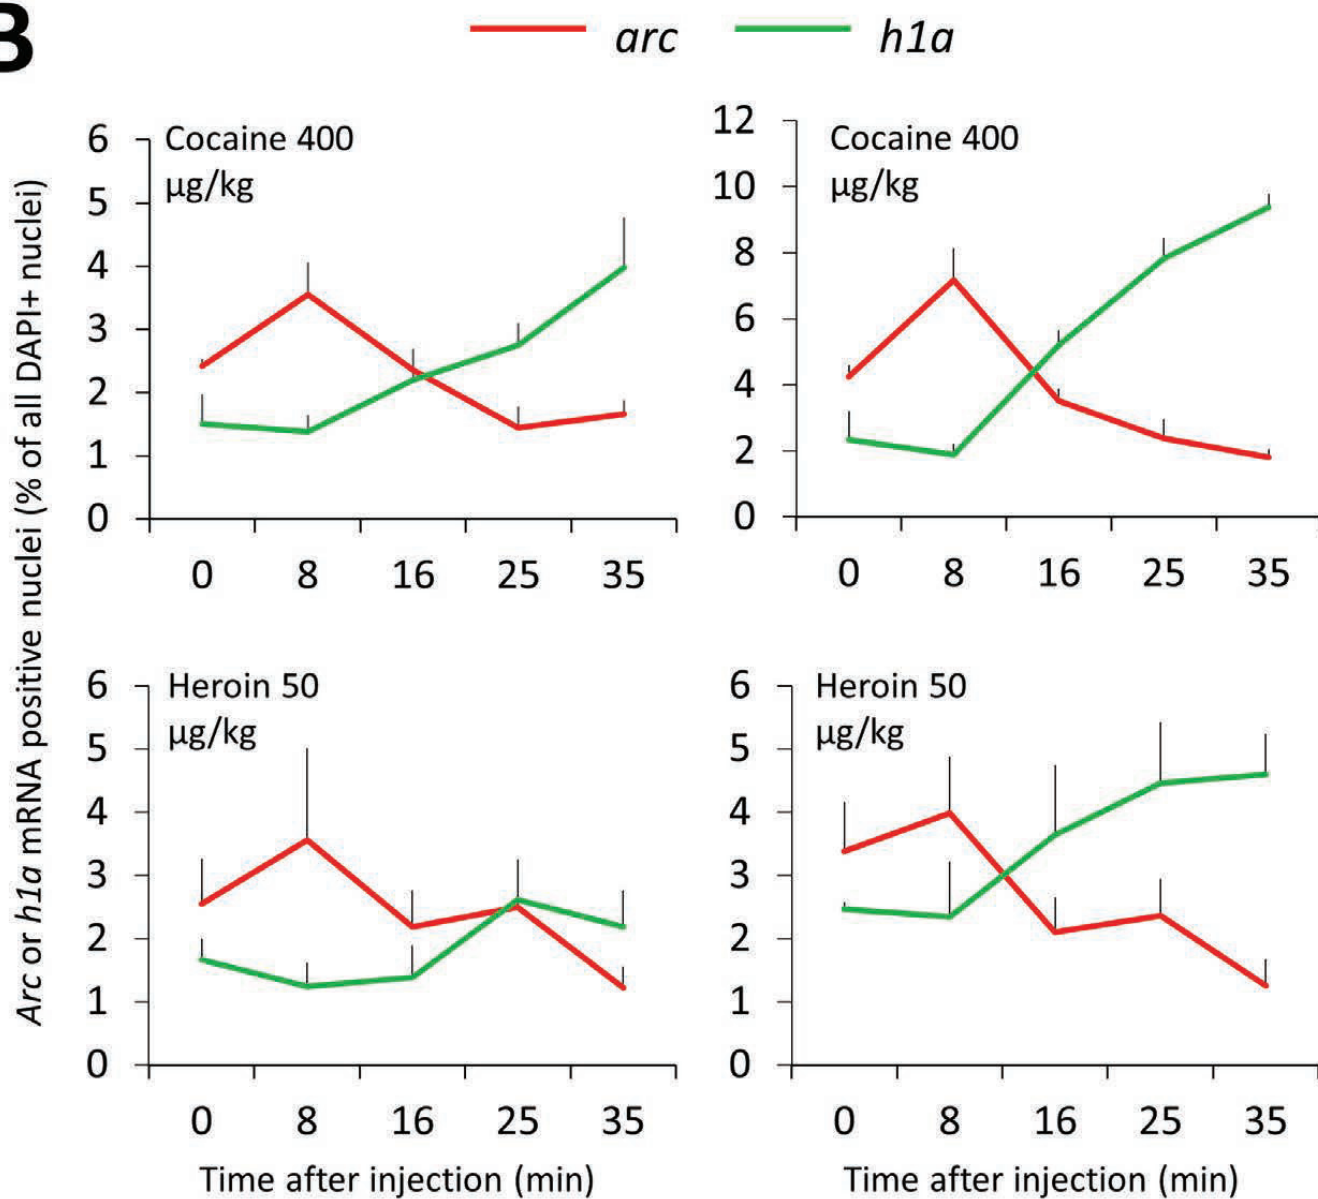 B
arc
h1a
Arc or h1a mRNA positive nuclei (% of all DAPI+ nuclei)
Cocaine 400
µg/kg
6
5
4
3
2
1
0
0 8 16 25 35
Cocaine 400
µg/kg
12
10
8
6
4
2
0
0 8 16 25 35
Heroin 50
µg/kg
6
5
4
3
2
1
0
0 8 16 25 35
Time after injection (min)
Heroin 50
µg/kg
6
5
4
3
2
1
0
0 8 16 25 35
Time after injection (min)